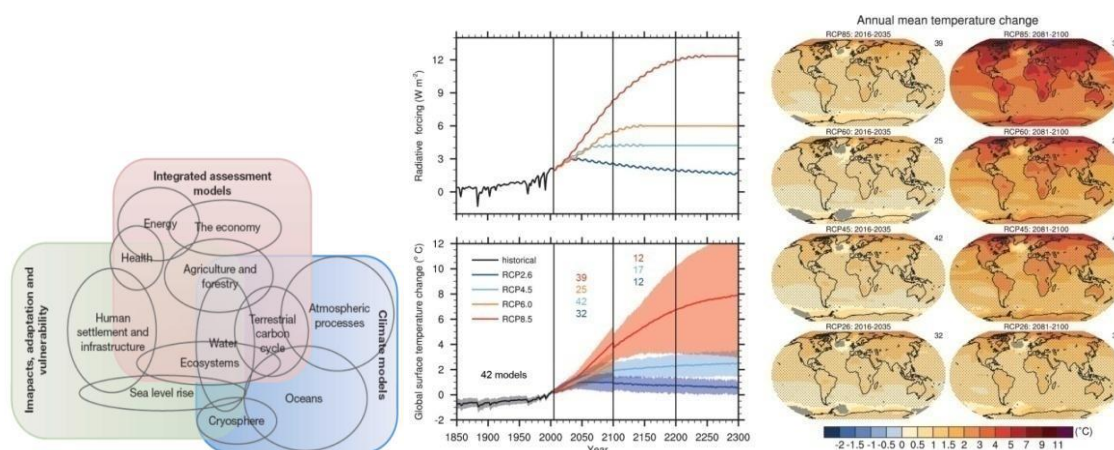 Integrated assessment
models
Energy
The economy
Health
Agriculture and
forestry
Imapacts, adaptation and
vulnerability
Human
settlement and
infrastructure
Water
Terrestrial
carbon
cycle
Atmospheric
processes
Climate models
Ecosystems
Sea level rise
Oceans
Cryosphere
Radiative forcing (W m-2)
12
9
6
3
0
Global surface temperature change (° C)
12
10
8
6
4
2
0
-2
historical
RCP2.6
RCP4.5
RCP6.0
RCP8.5
39
25
42
32
12
17
12
42 models
1850 1900 1950 2000 2050 2100 2150 2200 2250 2300
Year
Annual mean temperature change
RCP85: 2016-2035
39
RCP85: 2081-2100
RCP60: 2016-2035
25
RCP60: 2081-2100
RCP45: 2016-2035
42
RCP45: 2081-2100
RCP26: 2016-2035
32
RCP26: 2081-2100
-2 -1.5 -1 -0.5 0 0.5 1 1.5 2 3 4 5 7 9 11
(°C)